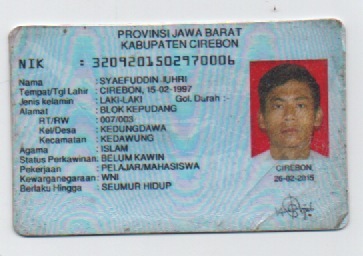 PROVINSI JAWA BARAT
KABUPATEN CIREBON
NIK : 3209201502970006
Nama : SYAEFUDDIN JUHRI
Tempat/Tgl Lahir : CIREBON, 15-02-1997
Jenis kelamin : LAKI-LAKI Gol. Darah :-
Alamat : BLOK KEPUDANG
RT/RW : 007/003
Kel/Desa : KEDUNGDAWA
Kecamatan : KEDAWUNG
Agama : ISLAM
Status Perkawinan: BELUM KAWIN
Pekerjaan : PELAJAR/MAHASISWA
Kewarganegaraan: WNI
Berlaku Hingga : SEUMUR HIDUP
CIREBON
26-02-2015